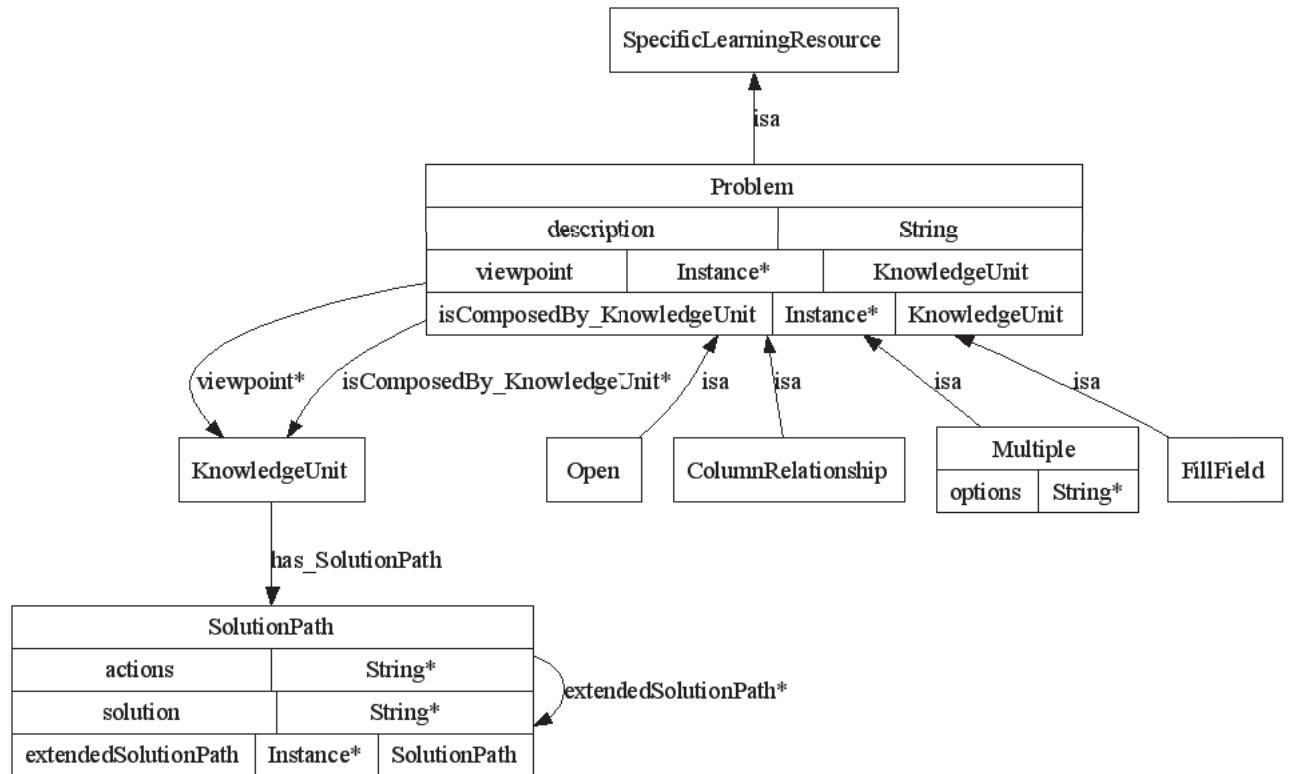 SpecificLearningResource
isa
Problem
description String
viewpoint Instance* KnowledgeUnit
isComposedBy_KnowledgeUnit Instance* KnowledgeUnit
viewpoint* isComposedBy_KnowledgeUnit* isa isa isa isa
KnowledgeUnit Open ColumnRelationship Multiple FillField
options String*
has_SolutionPath
SolutionPath
actions String*
extendedSolutionPath*
solution String*
extendedSolutionPath Instance* SolutionPath